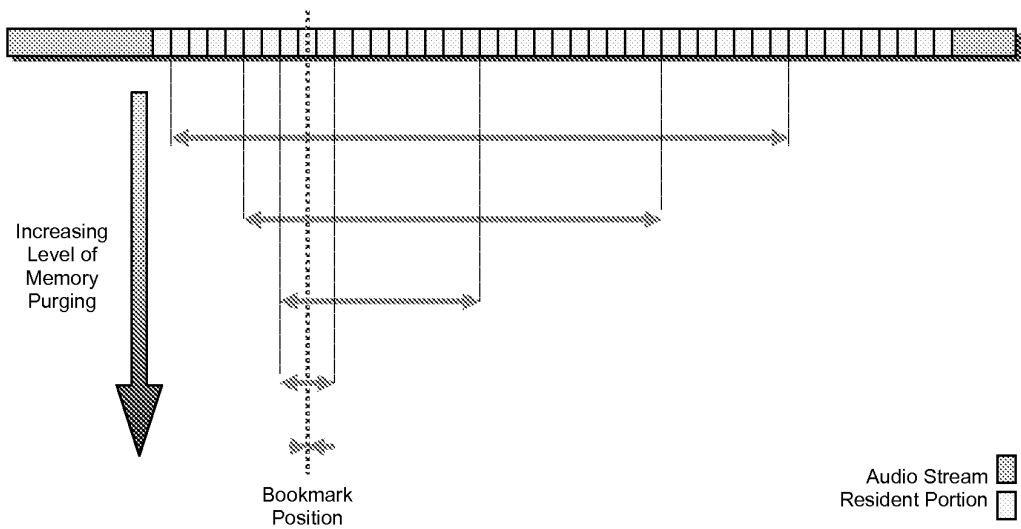 Increasing
Level of
Memory
Purging
Bookmark
Position
Audio Stream
Resident Portion